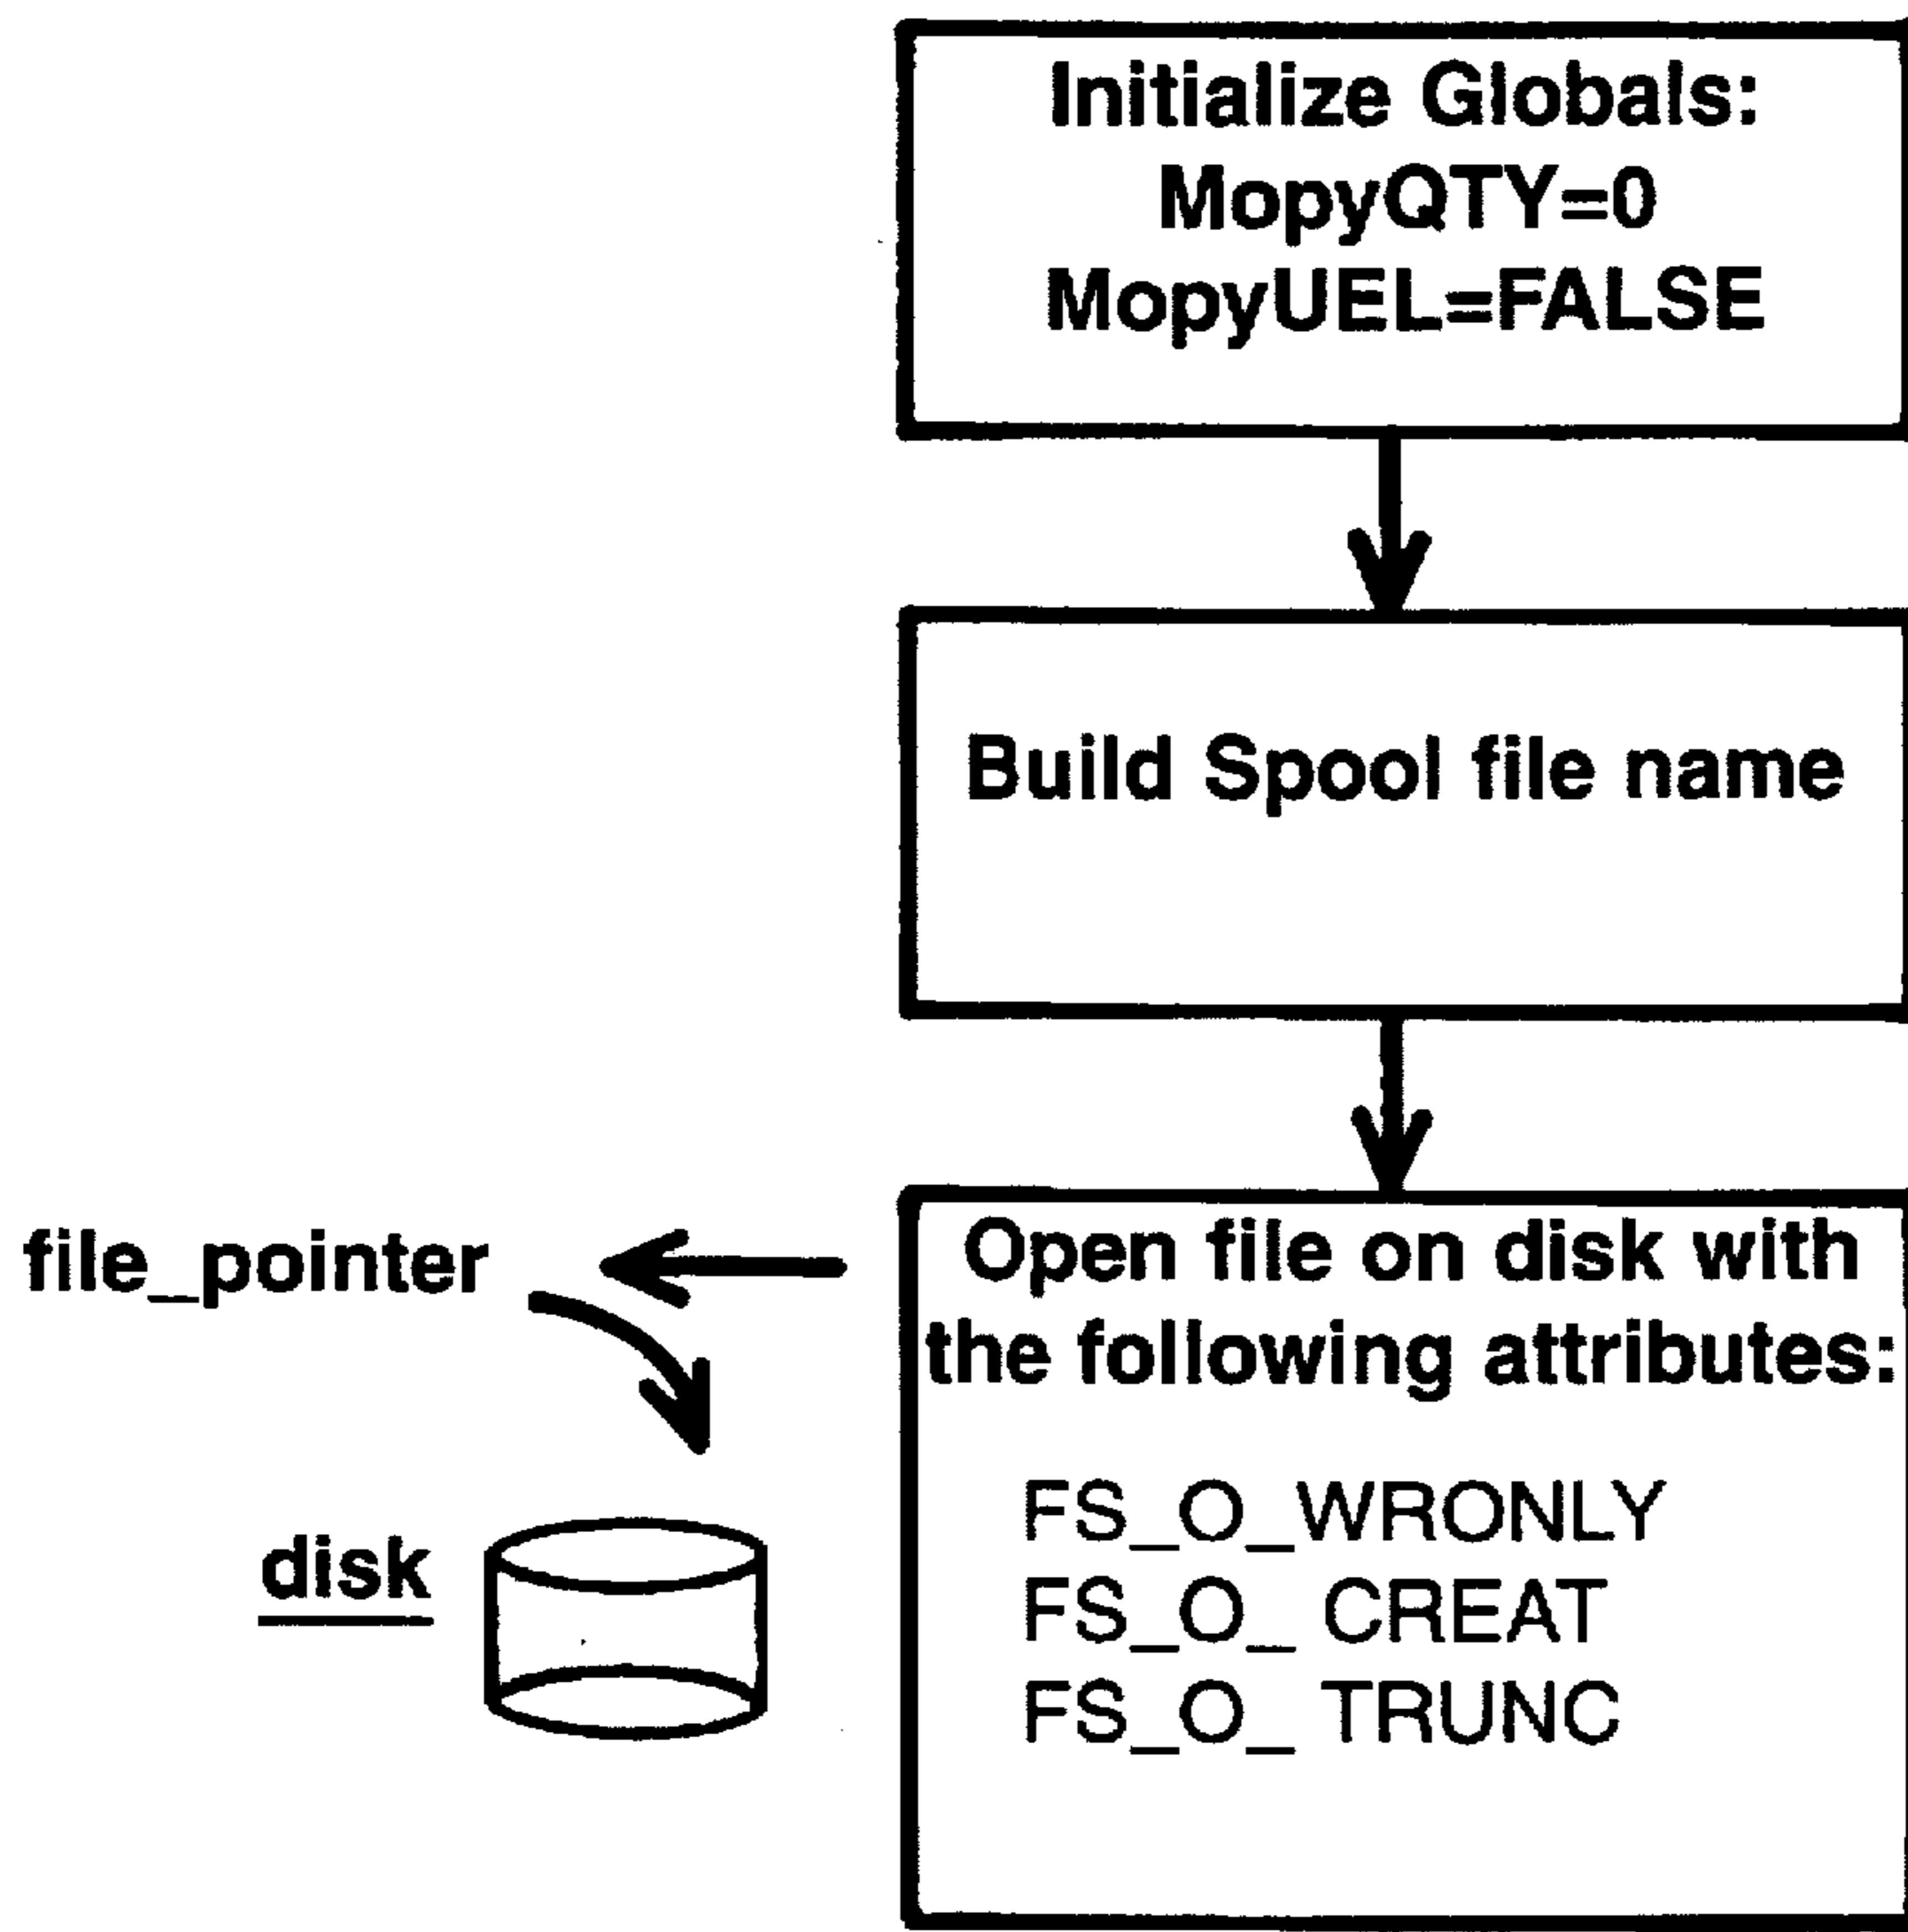 Initialize Globals:
MopyQTY=0
MopyUEL=FALSE
Build Spool file name
file_pointer
Open file on disk with
the following attributes:
FS_O_WRONLY
FS_O_ CREAT
FS_O_ TRUNC
disk